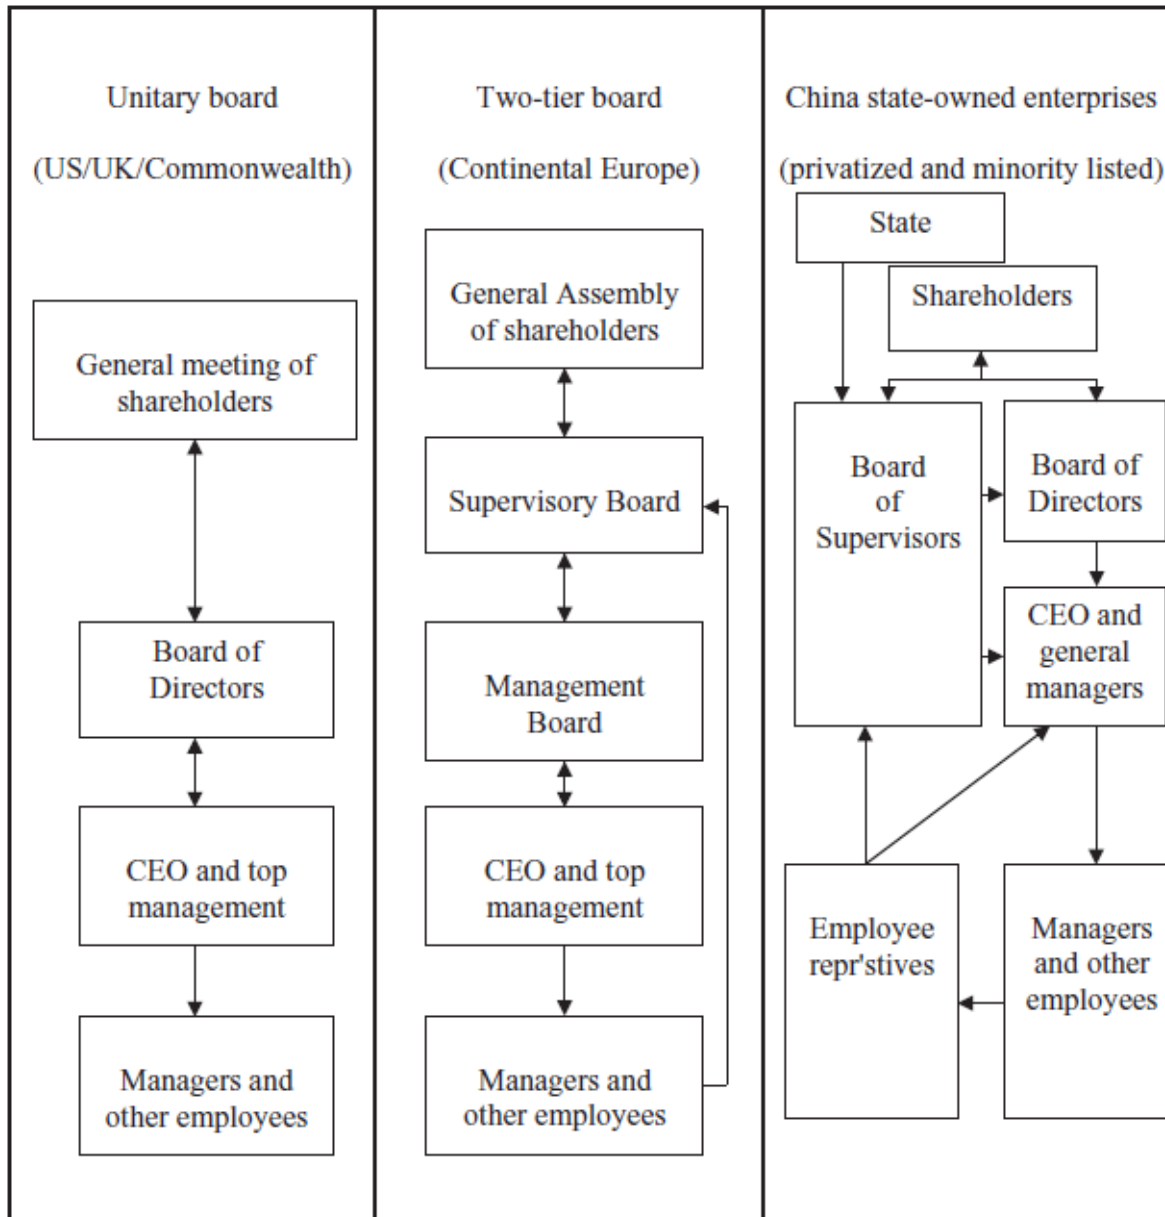 Unitary board
(US/UK/Commonwealth)
General meeting of
shareholders
Board of
Directors
CEO and top
management
Managers and
other employees
Two-tier board
(Continental Europe)
General Assembly
of shareholders
Supervisory Board
Management
Board
CEO and top
management
Managers and
other employees
China state-owned enterprises
(privatized and minority listed)
State
Shareholders
Board
of
Supervisors
Board of
Directors
CEO and
general
managers
Employee
repr'stives
Managers
and other
employees